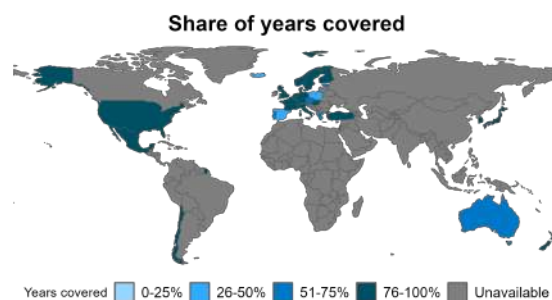 Share of years covered
Years covered 0-25% 26-50% 51-75% 76-100% Unavailable